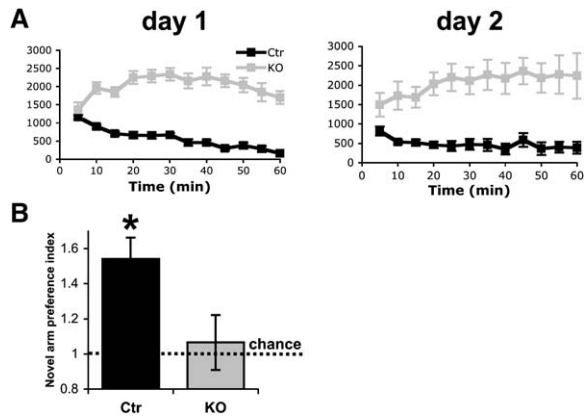 A
day 1
day 2
Ctr
KO
3000
2500
2000
1500
1000
500
0
0 10 20 30 40 50 60
Time (min)
3000
2500
2000
1500
1000
500
0
0 10 20 30 40 50 60
Time (min)
B
*
Novel arm preference index
1.6
1.4
1.2
1
0.8
chance
Ctr
KO